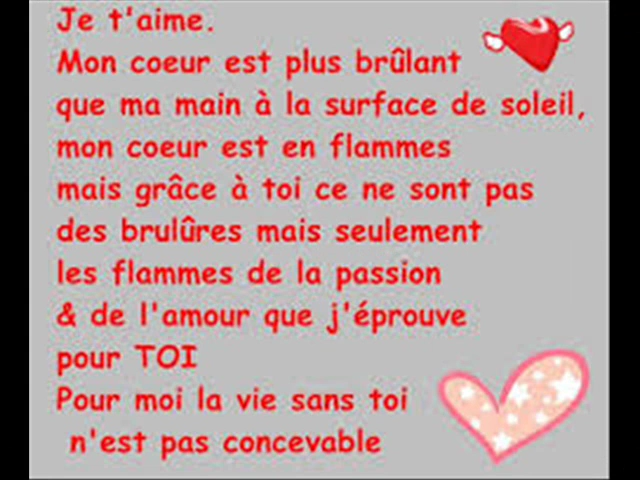 Je t'aime.
Mon coeur est plus brûlant
que ma main à la surface de soleil,
mon coeur est en flammes
mais grâce à toi ce ne sont pas
des brulûres mais seulement
les flammes de la passion
& de l'amour que j'éprouve
pour TOI
Pour moi la vie sans toi
n'est pas concevable